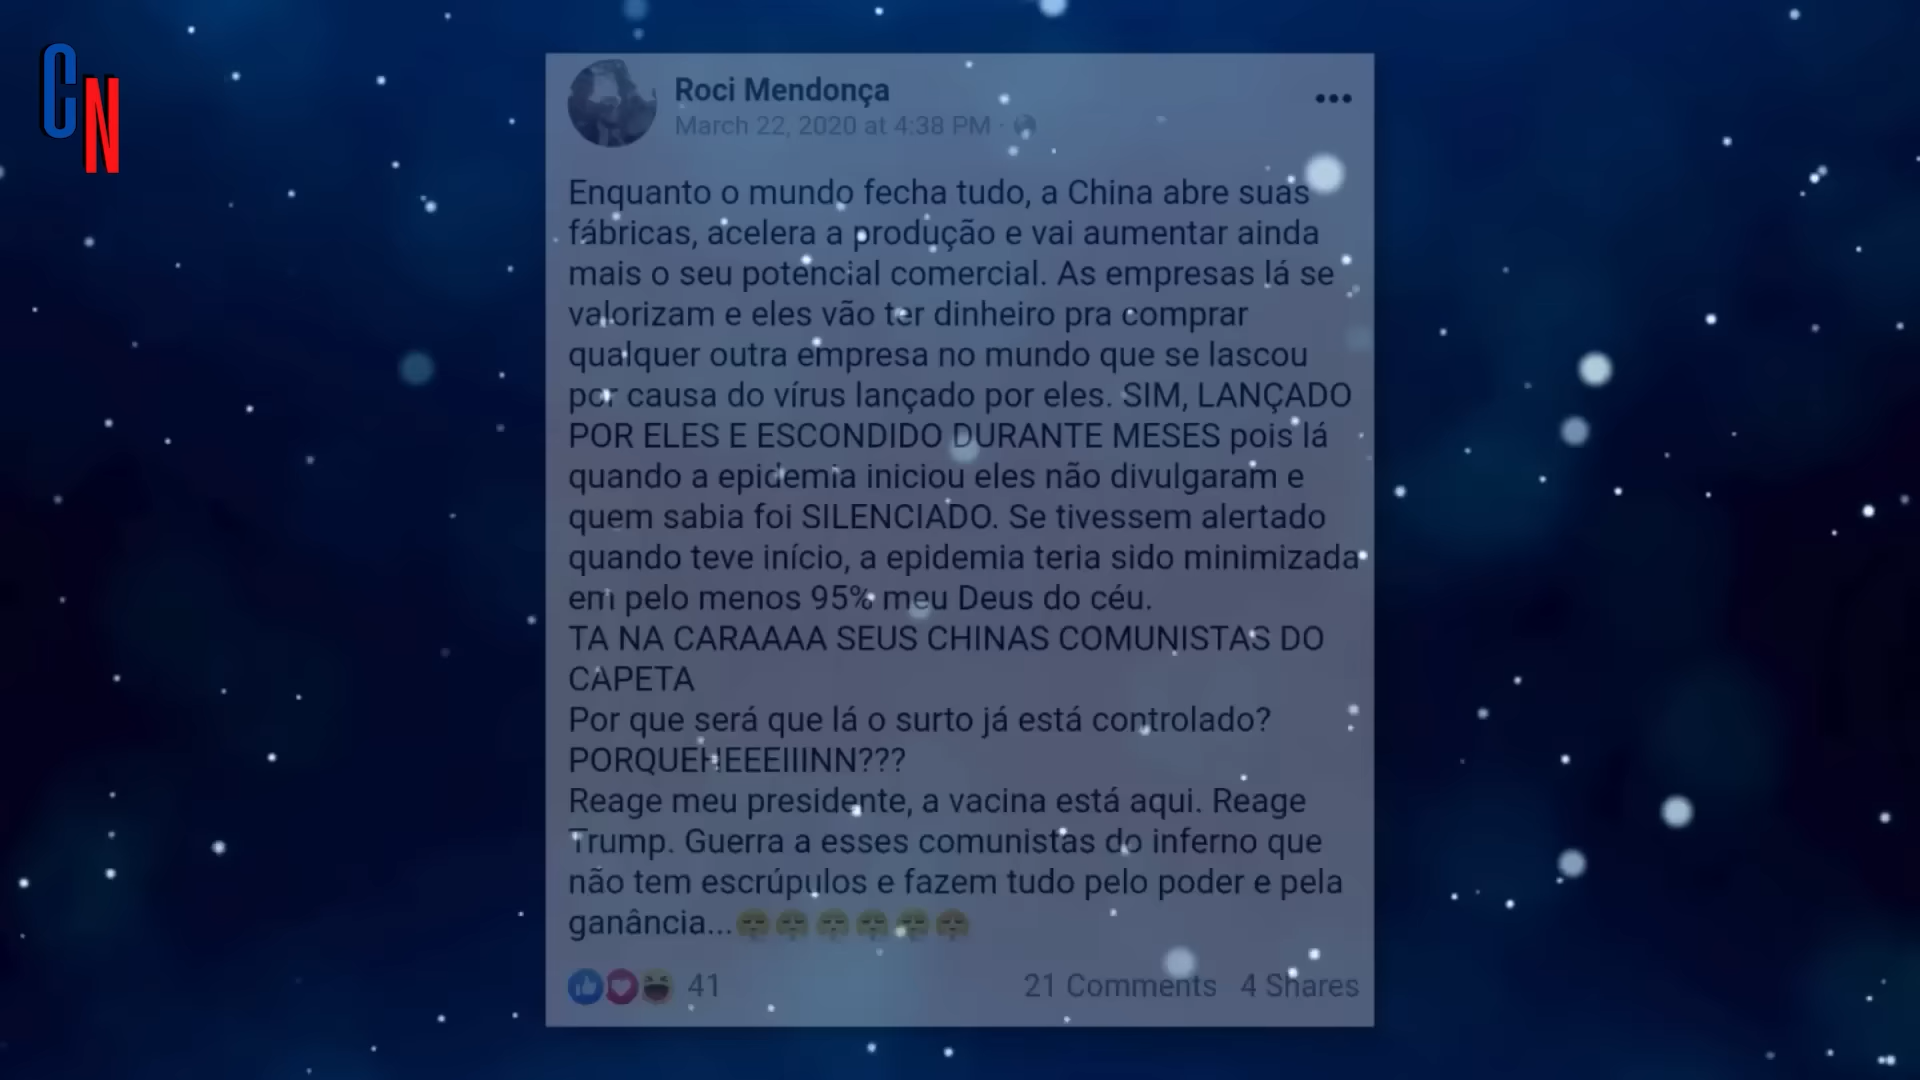 CN
Roci Mendonça
March 22, 2020 at 4:38 PM ·
Enquanto o mundo fecha tudo, a China abre suas
fábricas, acelera a produção e vai aumentar ainda
mais o seu potencial comercial. As empresas lá se
valorizam e eles vão ter dinheiro pra comprar
qualquer outra empresa no mundo que se lascou
por causa do vírus lançado por eles. SIM, LANÇADO
POR ELES E ESCONDIDO DURANTE MESES pois lá
quando a epidemia iniciou eles não divulgaram e
quem sabia foi SILENCIADO. Se tivessem alertado
quando teve início, a epidemia teria sido minimizada
em pelo menos 95% meu Deus do céu.
TA NA CARAAAA SEUS CHINAS COMUNISTAS DO
CAPETA
Por que será que lá o surto já está controlado?
PORQUEHEEEIIINN???
Reage meu presidente, a vacina está aqui. Reage
Trump. Guerra a esses comunistas do inferno que
não tem escrúpulos e fazem tudo pelo poder e pela
ganância...
41
21 Comments 4 Shares